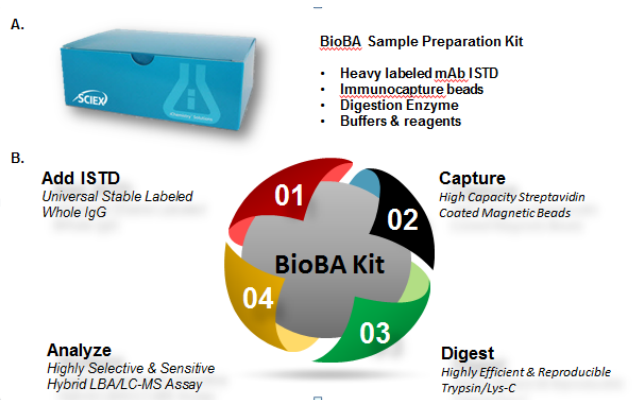 A.
BioBA Sample Preparation Kit
• Heavy labeled mAb ISTD
• Immunocapture beads
• Digestion Enzyme
• Buffers & reagents
SCIEX
Chemistry Solutions
B.
Add ISTD
Universal Stable Labeled
Whole IgG
01
Capture
High Capacity Streptavidin
Coated Magnetic Beads
02
BioBA Kit
04
03
Analyze
Highly Selective & Sensitive
Hybrid LBA/LC-MS Assay
Digest
Highly Efficient & Reproducible
Trypsin/Lys-C